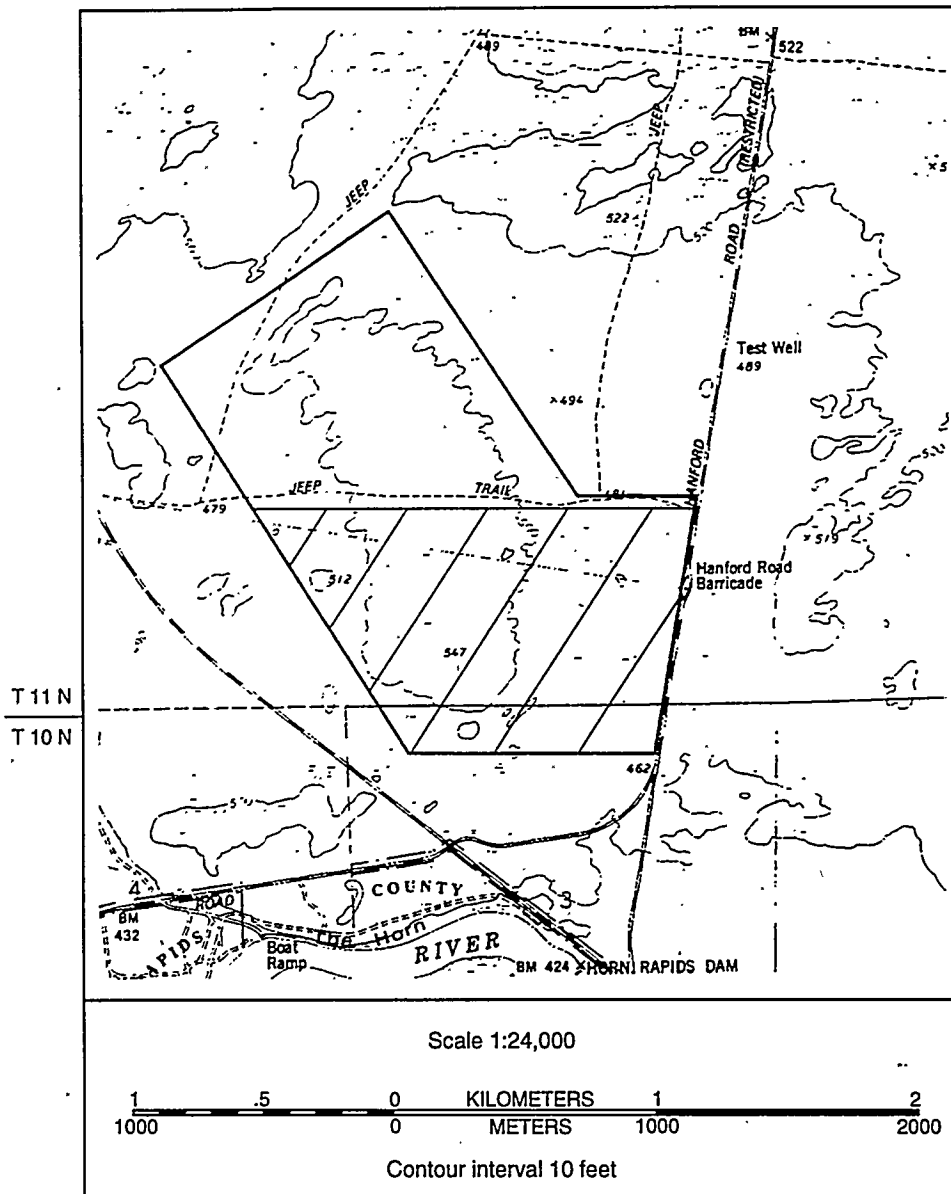 BM
489
522
(RESTRICTED)
JEEP
JEEP
522
ROAD
Test Well
489
494
HANFORD
JEEP TRAIL
479
519
Hanford Road
Barricade
512
547
T 11 N
T 10 N
462
4
COUNTY
3
ROAD
BM
432
The Horn
RAPIDS
RIVER
Boat
Ramp
BM 424 HORN RAPIDS DAM
Scale 1:24,000
1 .5 0 KILOMETERS 1 2
1000 0 METERS 1000 2000
Contour interval 10 feet